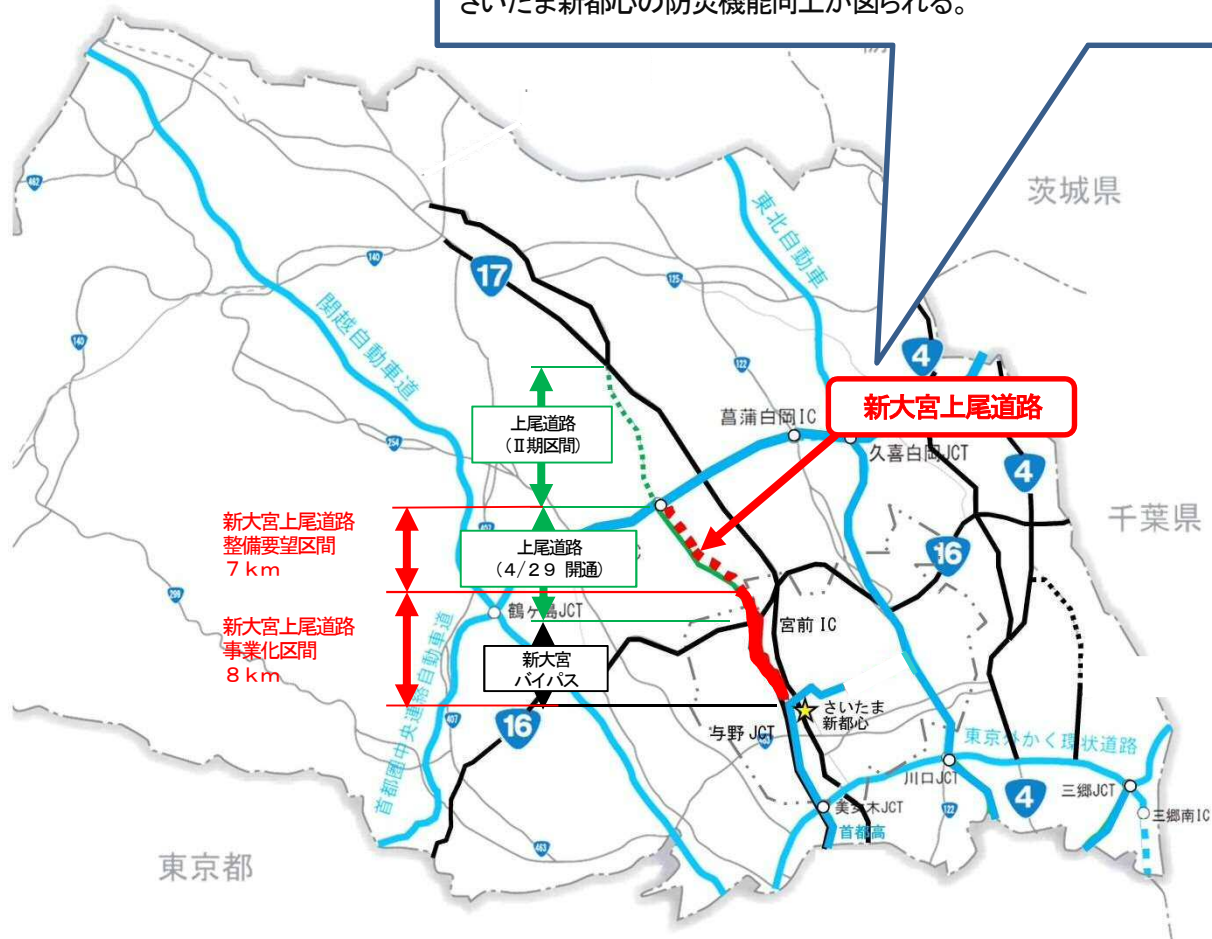 さいたま新都心の防災機能向上が図られる。
茨城県
462
17
東北自動車
140
125
関越自動車道
140
122
4
新大宮上尾道路
上尾道路
（Ⅱ期区間）
菖蒲白岡IC
久喜白岡JCT
254
4
千葉県
新大宮上尾道路
整備要望区間
7km
上尾道路
（4/29 開通）
16
299
鶴ヶ島JCT
宮前IC
新大宮上尾道路
事業化区間
8km
新大宮
バイパス
首都圏中央連絡自動車道
407
16
さいたま
新都心
与野JCT
463
東京外かく環状道路
川口JCT
4
三郷JCT
美女木JCT
122
三郷南IC
首都高
463
東京都